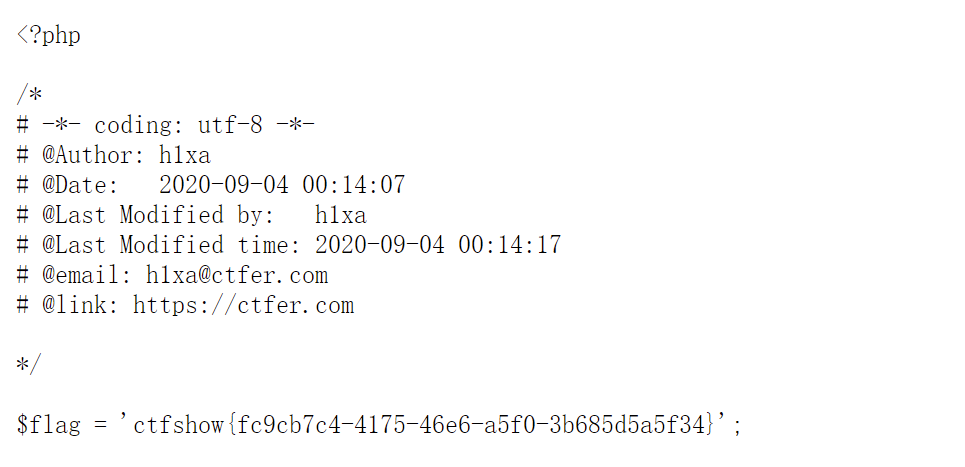 <?php
/*
# -*- coding: utf-8 -*-
# @Author: h1xa
# @Date:   2020-09-04 00:14:07
# @Last Modified by:   h1xa
# @Last Modified time: 2020-09-04 00:14:17
# @email: h1xa@ctfer.com
# @link: https://ctfer.com
*/
$flag = 'ctfshow{fc9cb7c4-4175-46e6-a5f0-3b685d5a5f34}';